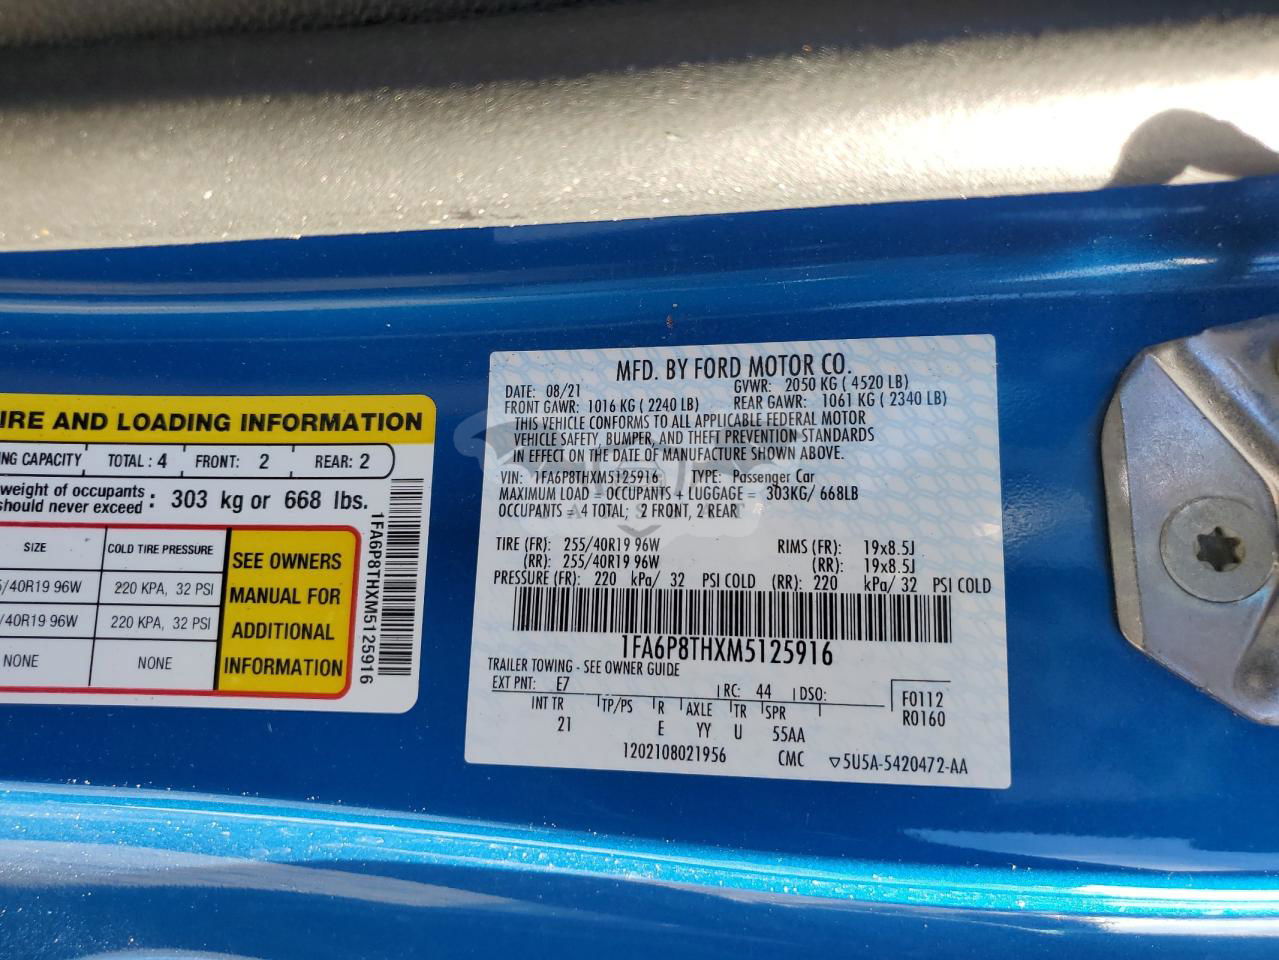 IRE AND LOADING INFORMATION
NG CAPACITY TOTAL : 4 FRONT: 2 REAR: 2
weight of occupants
should never exceed : 303 kg or 668 lbs.
SIZE COLD TIRE PRESSURE
/40R19 96W 220 KPA, 32 PSI
/40R19 96W 220 KPA, 32 PSI
NONE NONE
SEE OWNERS
MANUAL FOR
ADDITIONAL
INFORMATION
1FA6P8THXM5125916
MFD. BY FORD MOTOR CO.
DATE: 08/21 GVWR: 2050 KG ( 4520 LB)
FRONT GAWR: 1016 KG ( 2240 LB) REAR GAWR: 1061 KG ( 2340 LB)
THIS VEHICLE CONFORMS TO ALL APPLICABLE FEDERAL MOTOR
VEHICLE SAFETY, BUMPER, AND THEFT PREVENTION STANDARDS
IN EFFECT ON THE DATE OF MANUFACTURE SHOWN ABOVE.
VIN: 1FA6P8THXM5125916 TYPE: Passenger Car
MAXIMUM LOAD = OCCUPANTS + LUGGAGE = 303KG/ 668LB
OCCUPANTS = 4 TOTAL; 2 FRONT, 2 REAR
TIRE (FR): 255/40R19 96W RIMS (FR): 19x8.5J
(RR): 255/40R19 96W (RR): 19x8.5J
PRESSURE (FR): 220 kPa/ 32 PSI COLD (RR): 220 kPa/ 32 PSI COLD
1FA6P8THXM5125916
TRAILER TOWING - SEE OWNER GUIDE
EXT PNT: E7 RC: 44 DSO: F0112
INT TR TP/PS R AXLE TR SPR R0160
21 E YY U 55AA
1202108021956 CMC ▽5U5A-5420472-AA